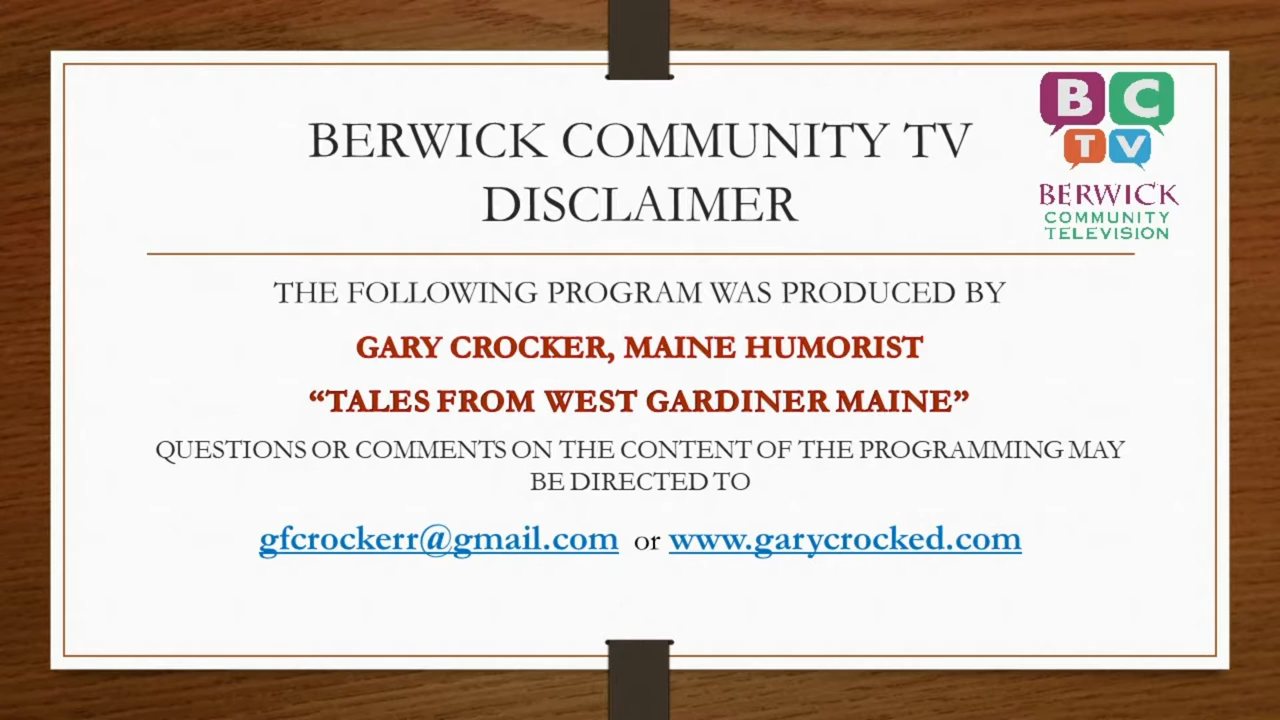 BERWICK COMMUNITY TV
DISCLAIMER
B C
T V
BERWICK
COMMUNITY
TELEVISION
THE FOLLOWING PROGRAM WAS PRODUCED BY
GARY CROCKER, MAINE HUMORIST
“TALES FROM WEST GARDINER MAINE”
QUESTIONS OR COMMENTS ON THE CONTENT OF THE PROGRAMMING MAY
BE DIRECTED TO
gfcrockerr@gmail.com or www.garycrocked.com